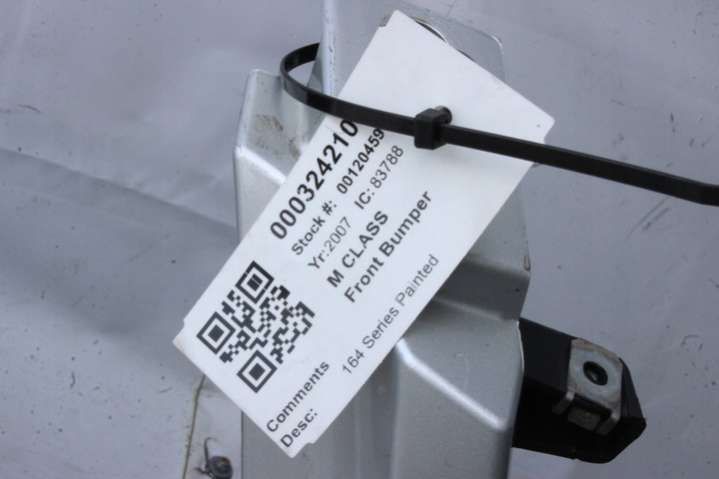 000324210
Stock #: 00120459
Yr:2007 IC: 83788
M CLASS
Front Bumper
Comments
Desc: 164 Series Painted